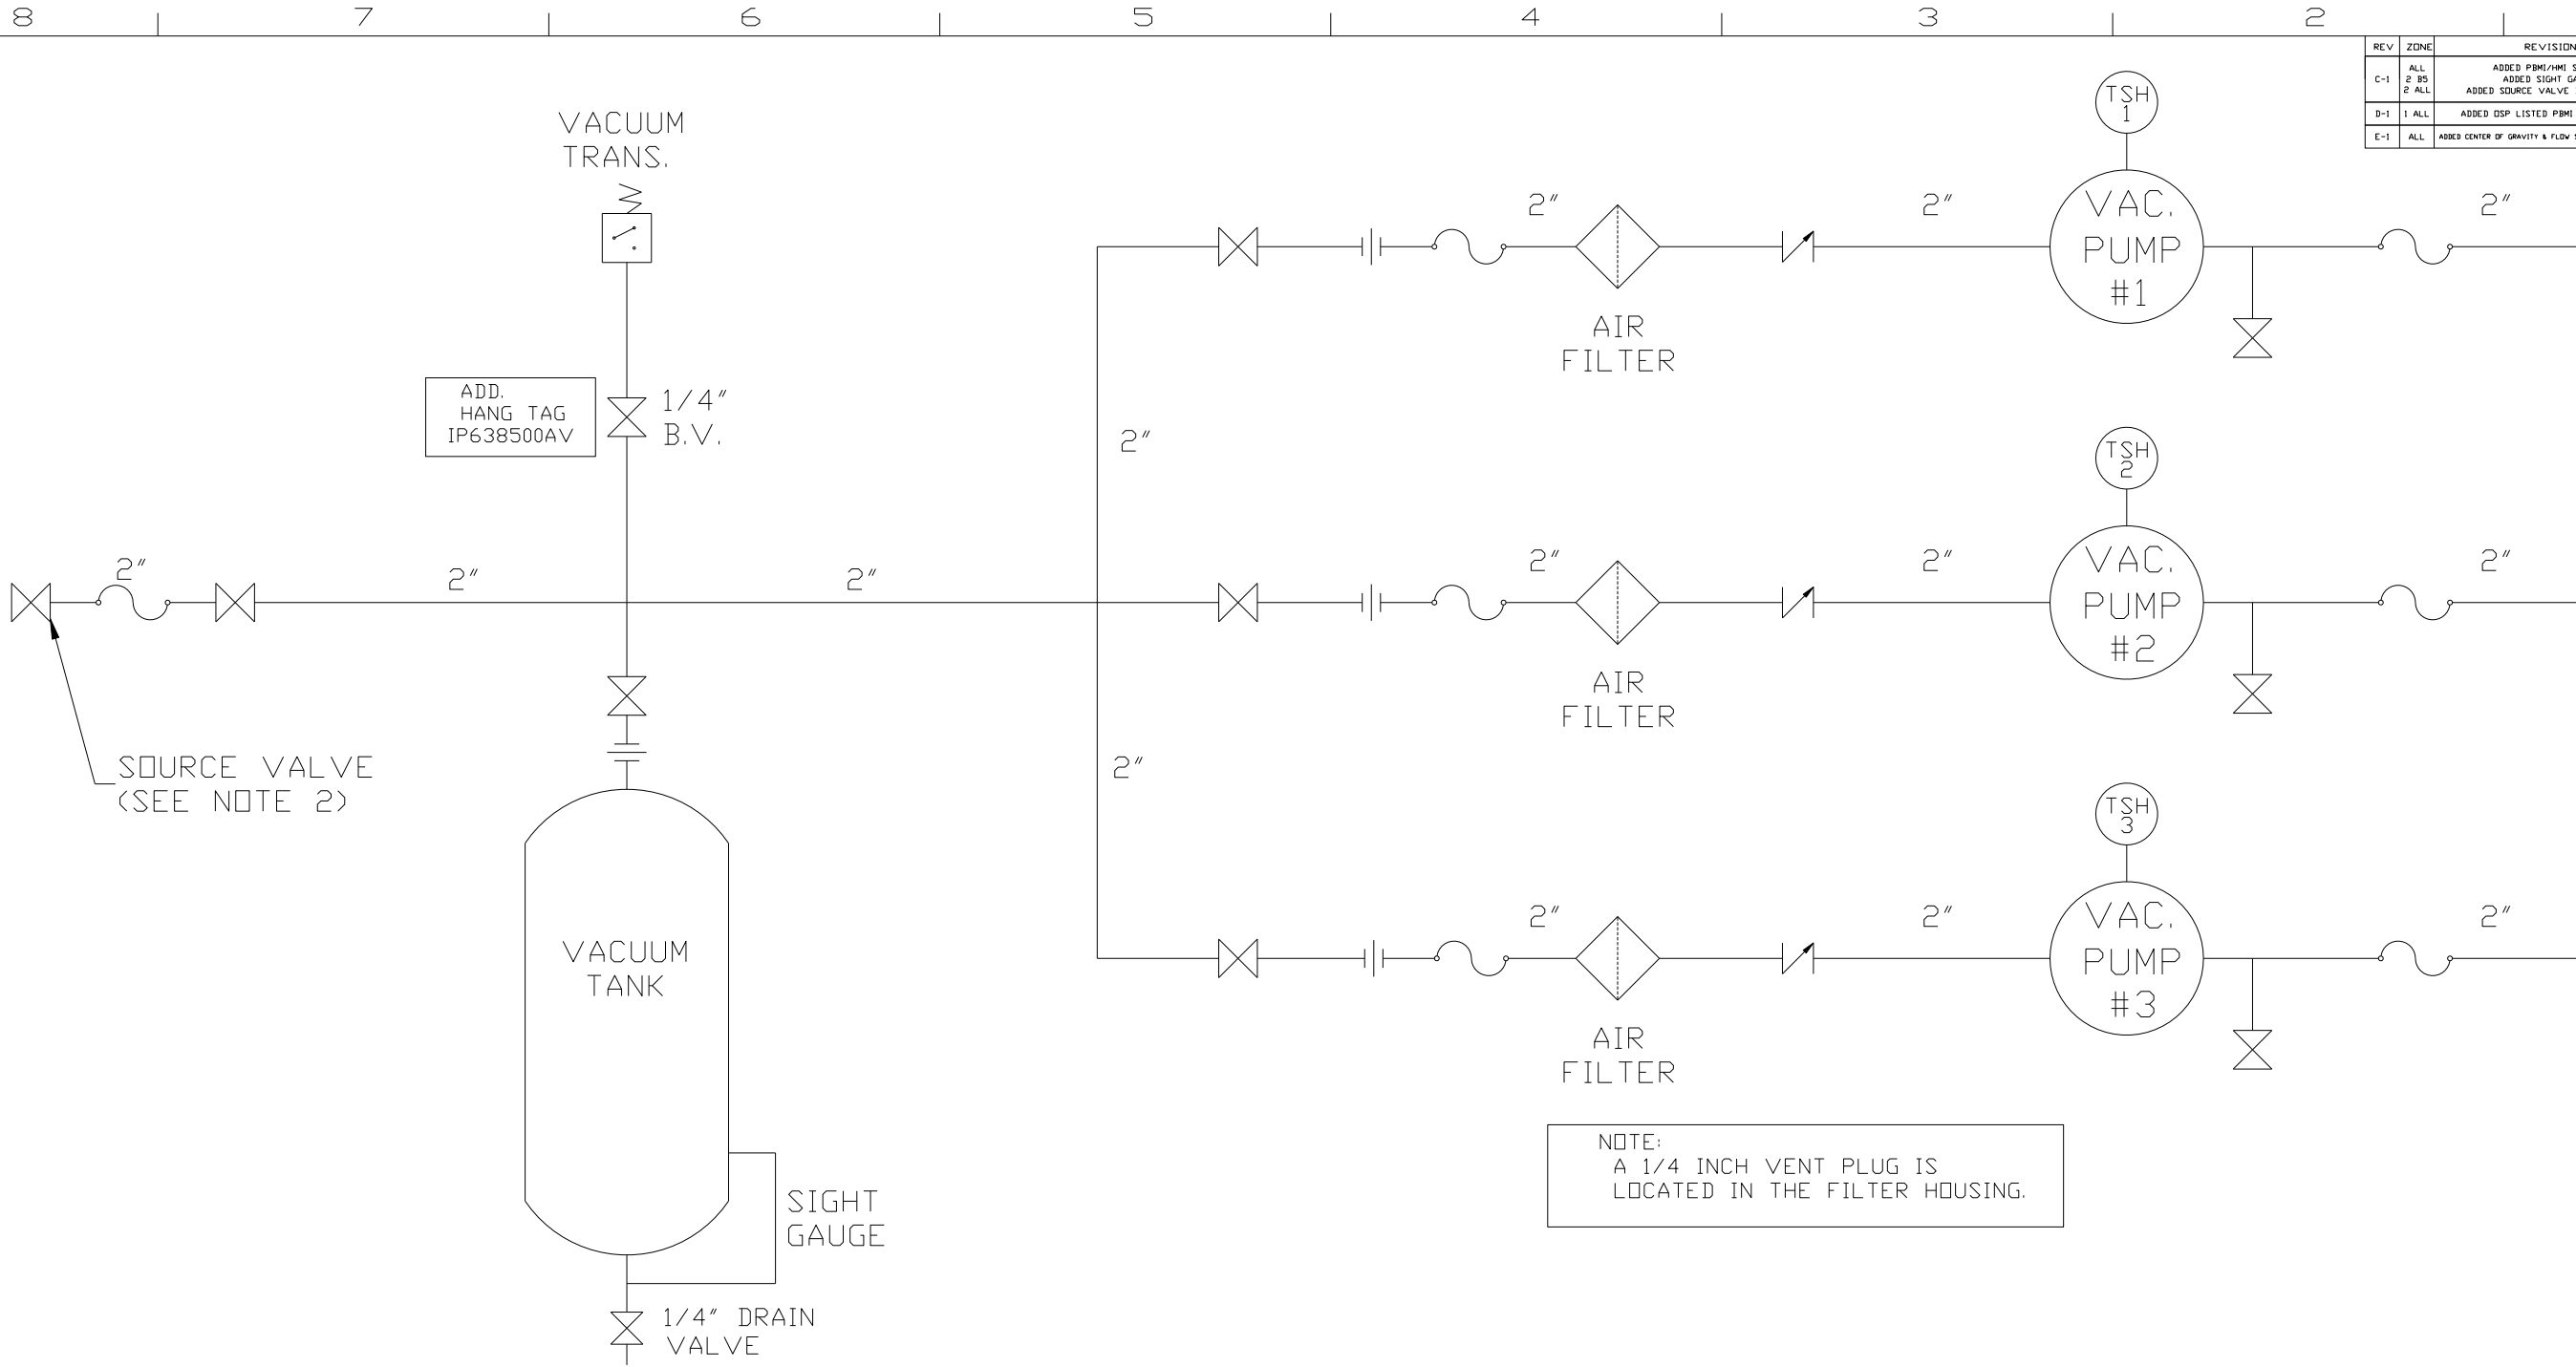 8 7 6 5 4 3 2
REV ZONE REVISION
C-1 ALL ADDED PBMI/HMI S
2 B5 ADDED SIGHT GA
2 ALL ADDED SOURCE VALVE
D-1 1 ALL ADDED OSP LISTED PBMI
E-1 ALL ADDED CENTER OF GRAVITY & FLOW S
VACUUM
TRANS.
ADD.
HANG TAG
IP638500AV
1/4"
B.V.
2"
2"
2"
SOURCE VALVE
(SEE NOTE 2)
VACUUM
TANK
SIGHT
GAUGE
1/4" DRAIN
VALVE
2"
2"
TSH
1
2"
2"
VAC.
PUMP
#1
2"
AIR
FILTER
TSH
2
2"
2"
VAC.
PUMP
#2
2"
AIR
FILTER
TSH
3
2"
2"
VAC.
PUMP
#3
2"
AIR
FILTER
NOTE:
A 1/4 INCH VENT PLUG IS
LOCATED IN THE FILTER HOUSING.